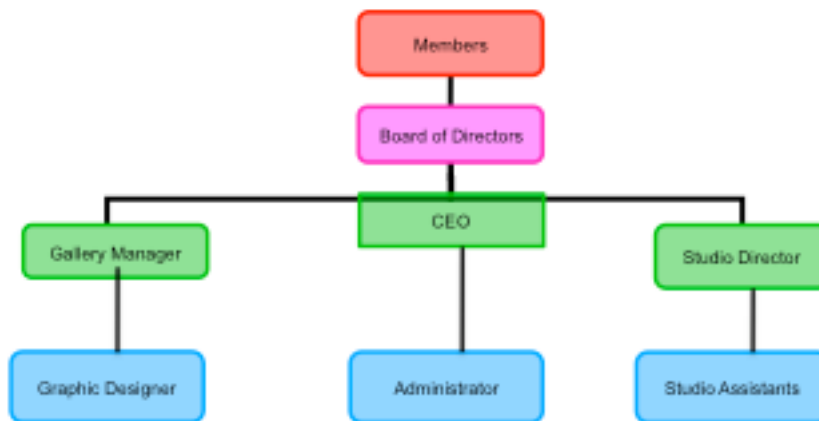 Members
Board of Directors
CEO
Gallery Manager
Studio Director
Graphic Designer
Administrator
Studio Assistants